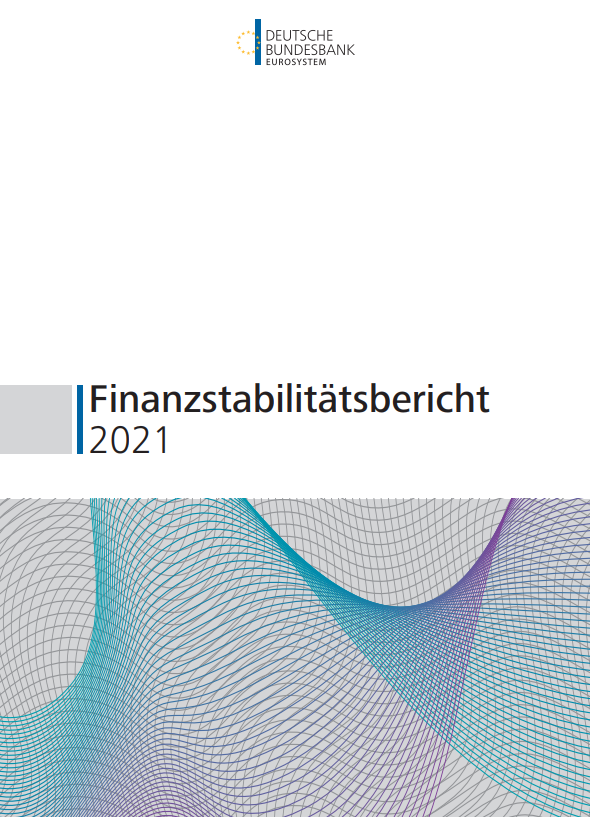 DEUTSCHE
BUNDESBANK
EUROSYSTEM
Finanzstabilitätsbericht
2021